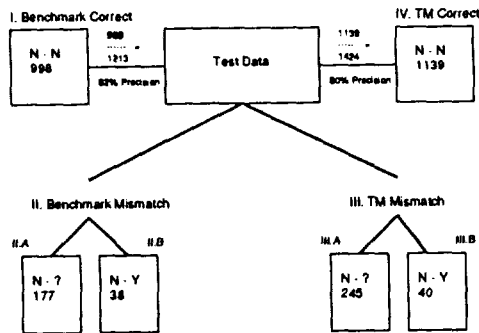 I. Benchmark Correct
IV. TM Correct
N - N
998
988
1213
82% Precision
Test Data
1139
1424
80% Precision
N - N
1139
II. Benchmark Mismatch
III. TM Mismatch
II.A
II.B
III.A
III.B
N - ?
177
N - Y
38
N - ?
245
N - Y
40